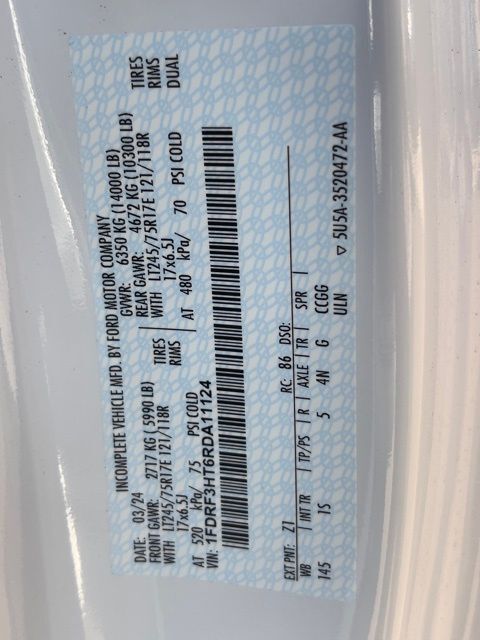 INCOMPLETE VEHICLE MFD. BY FORD MOTOR COMPANY
DATE: 03/24 GVWR: 6350 KG (14000 LB)
FRONT GAWR: 2717 KG (5990 LB) REAR GAWR: 4672 KG (10300 LB)
WITH LT245/75R17E 121/118R TIRES WITH LT245/75R17E 121/118R TIRES
17x6.5J RIMS 17x6.5J RIMS
AT 520 kPa/ 75 PSI COLD AT 480 kPa/ 70 PSI COLD DUAL
VIN: 1FDRF3HT6RDA11124
EXT PNT: Z1 RC: 86 DSO:
WB | INT TR | TP/PS | R | AXLE | TR | SPR |
145 1S 5 4N G CCGG
ULN ▽ 5U5A-3520472-AA